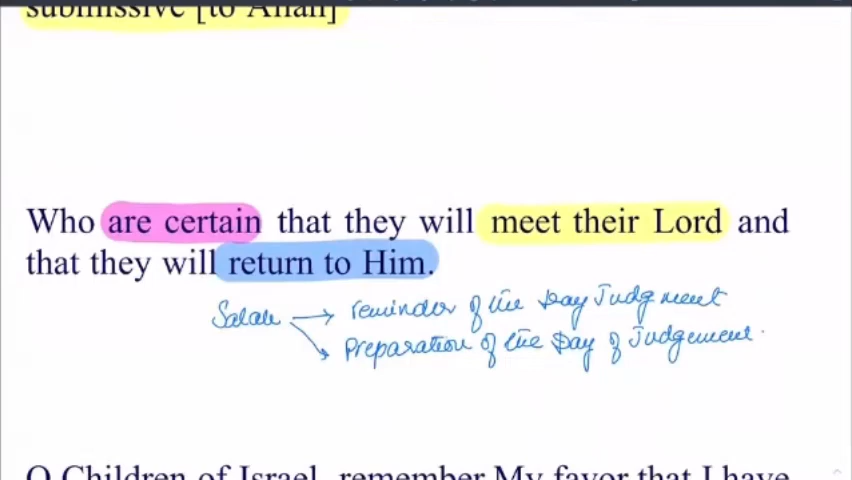 submissive [to Allah]
Who are certain that they will meet their Lord and
that they will return to Him.
Salah → reminder of the Day Judgment
Preparation of the Day of Judgement.
O Children of Israel, remember My favor that I have